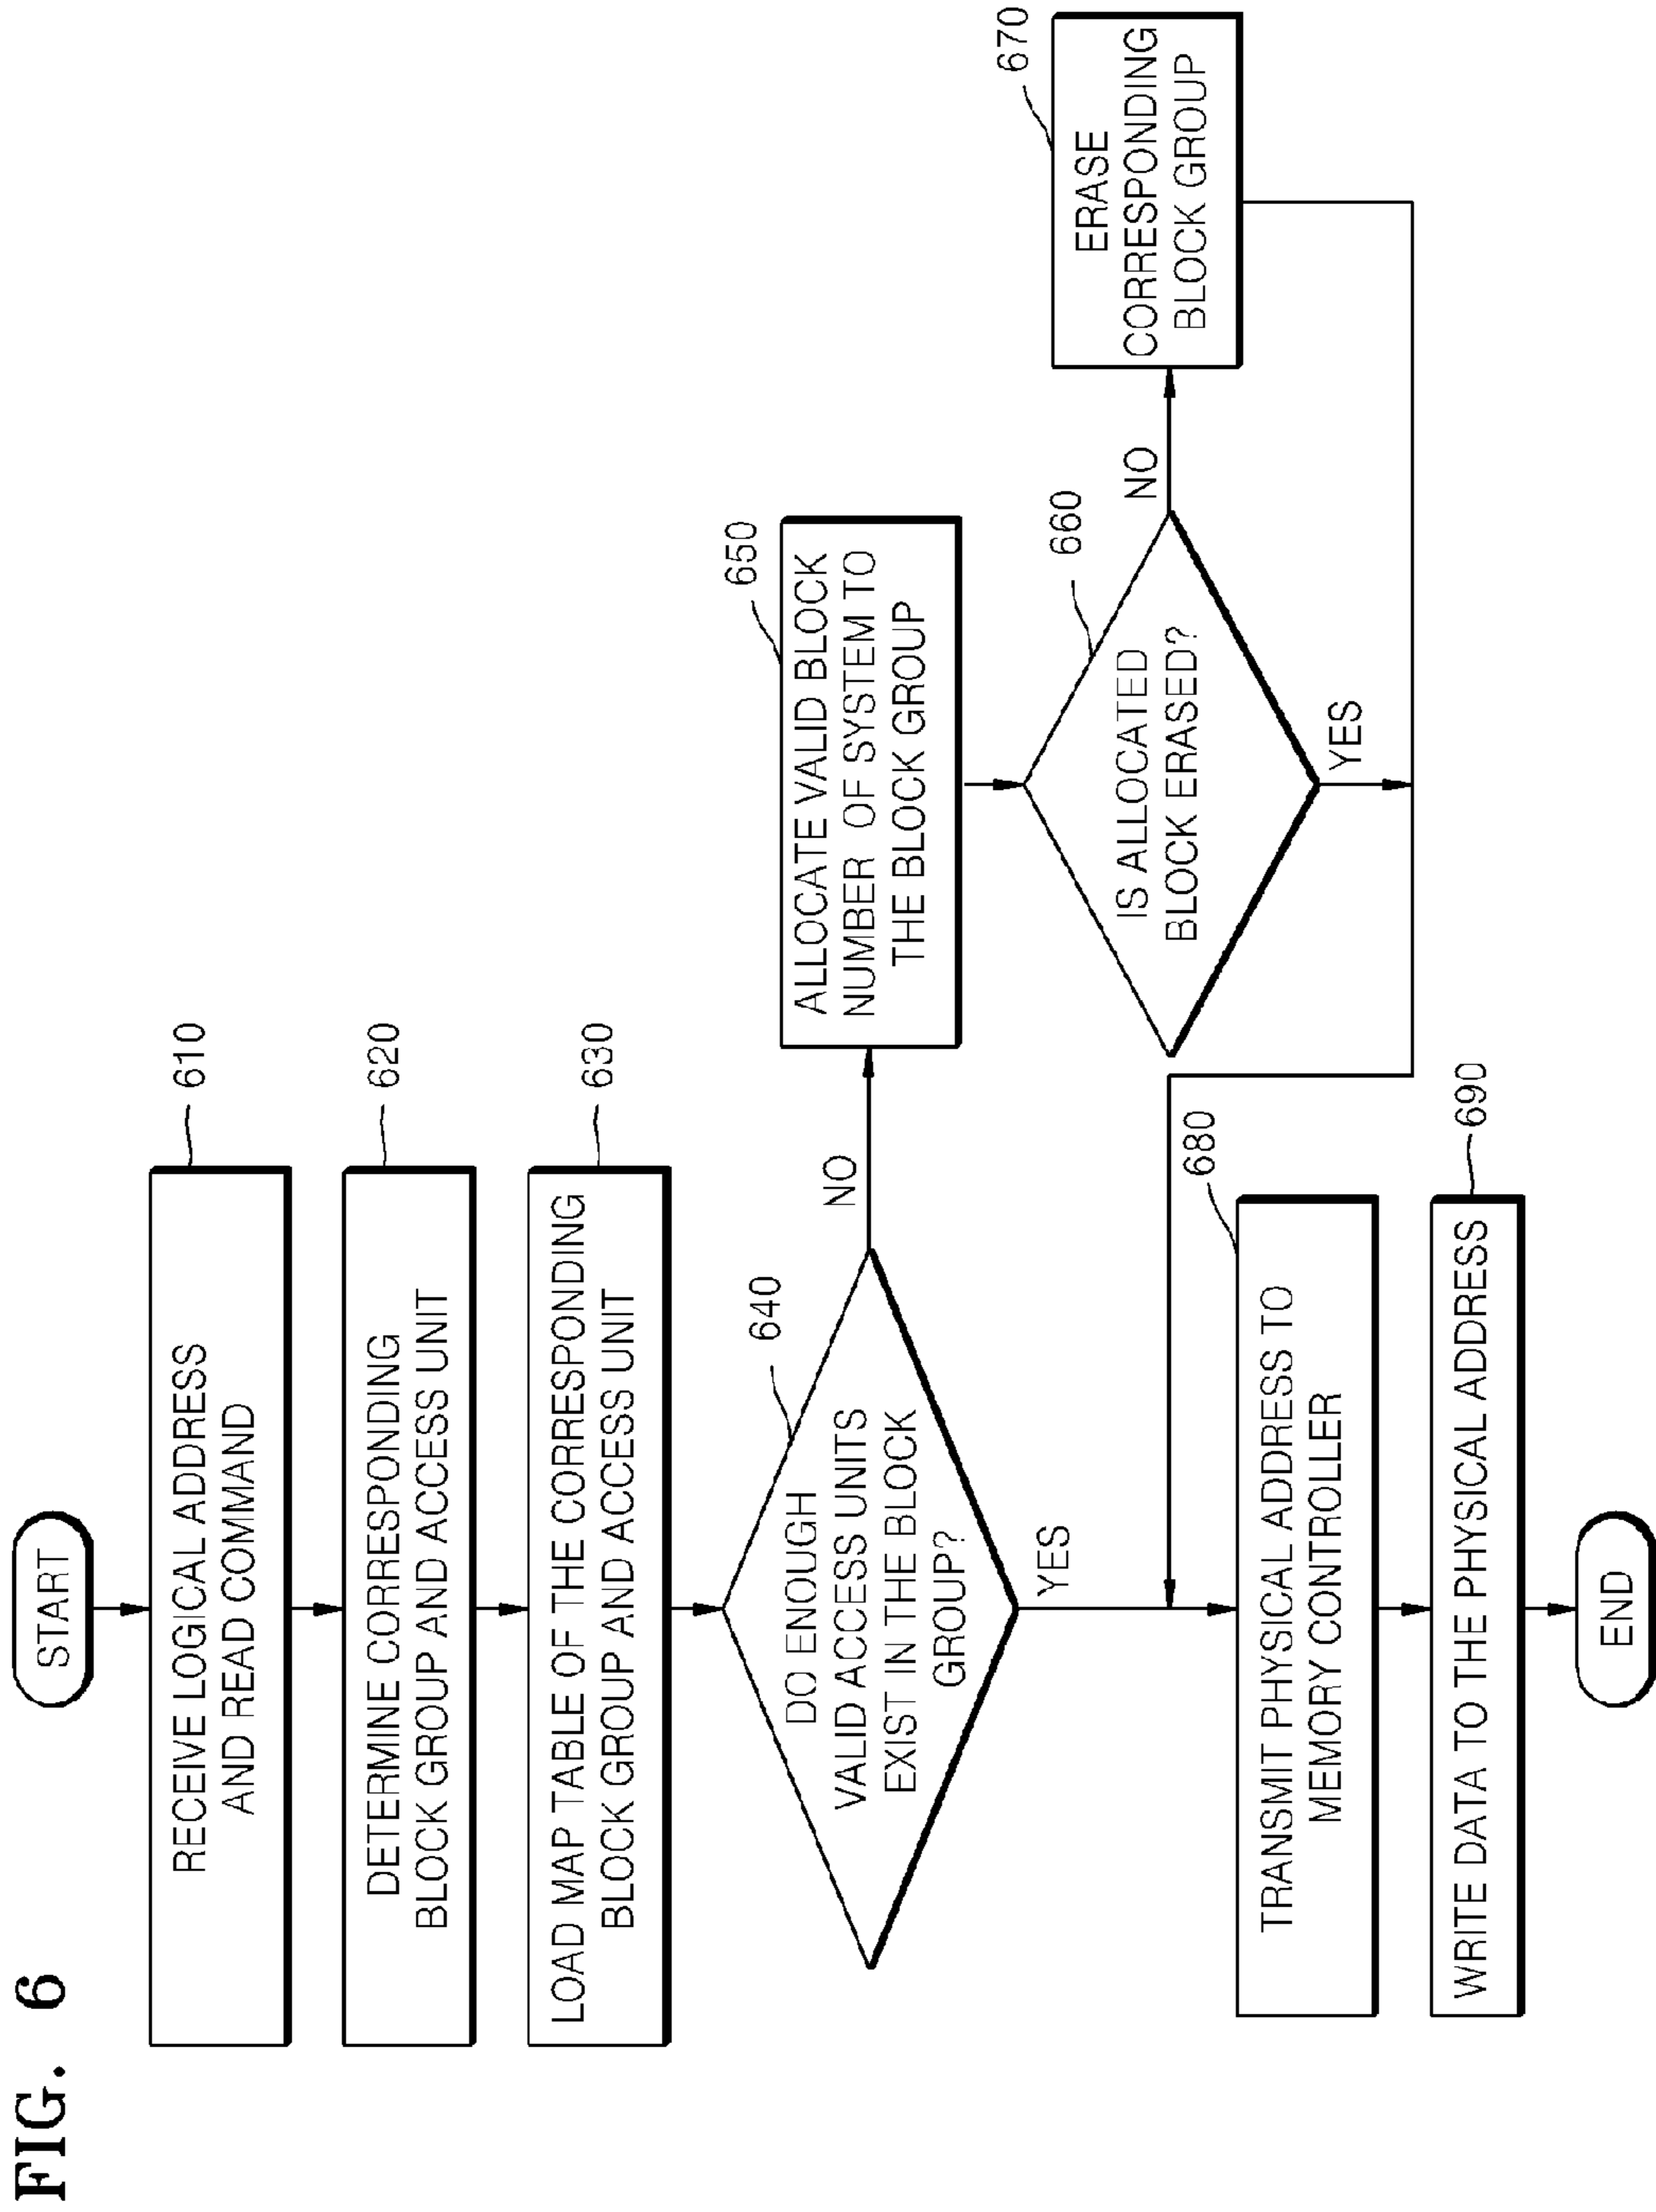 FIG. 6
START
610
RECEIVE LOGICAL ADDRESS
AND READ COMMAND
620
DETERMINE CORRESPONDING
BLOCK GROUP AND ACCESS UNIT
630
LOAD MAP TABLE OF THE CORRESPONDING
BLOCK GROUP AND ACCESS UNIT
640
DO ENOUGH
VALID ACCESS UNITS
EXIST IN THE BLOCK
GROUP?
NO
YES
650
ALLOCATE VALID BLOCK
NUMBER OF SYSTEM TO
THE BLOCK GROUP
660
IS ALLOCATED
BLOCK ERASED?
NO
YES
670
ERASE
CORRESPONDING
BLOCK GROUP
680
TRANSMIT PHYSICAL ADDRESS TO
MEMORY CONTROLLER
690
WRITE DATA TO THE PHYSICAL ADDRESS
END